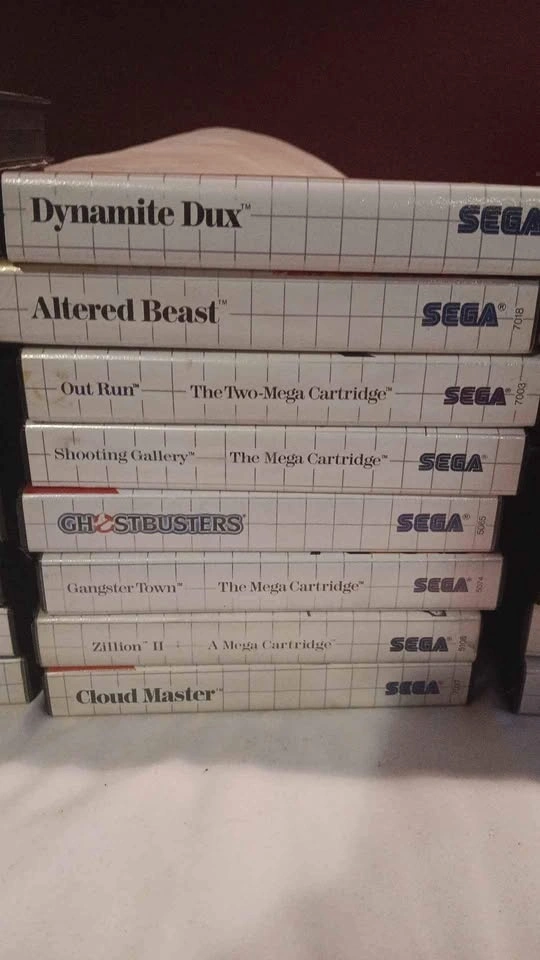 Dynamite Dux™ SEGA
Altered Beast™ SEGA® 7018
Out Run™ The Two-Mega Cartridge™ SEGA® 7003
Shooting Gallery™ The Mega Cartridge™ SEGA®
GHOSTBUSTERS SEGA® 5065
Gangster Town™ The Mega Cartridge™ SEGA® 5074
Zillion™ II A Mega Cartridge™ SEGA®
Cloud Master™ SEGA®